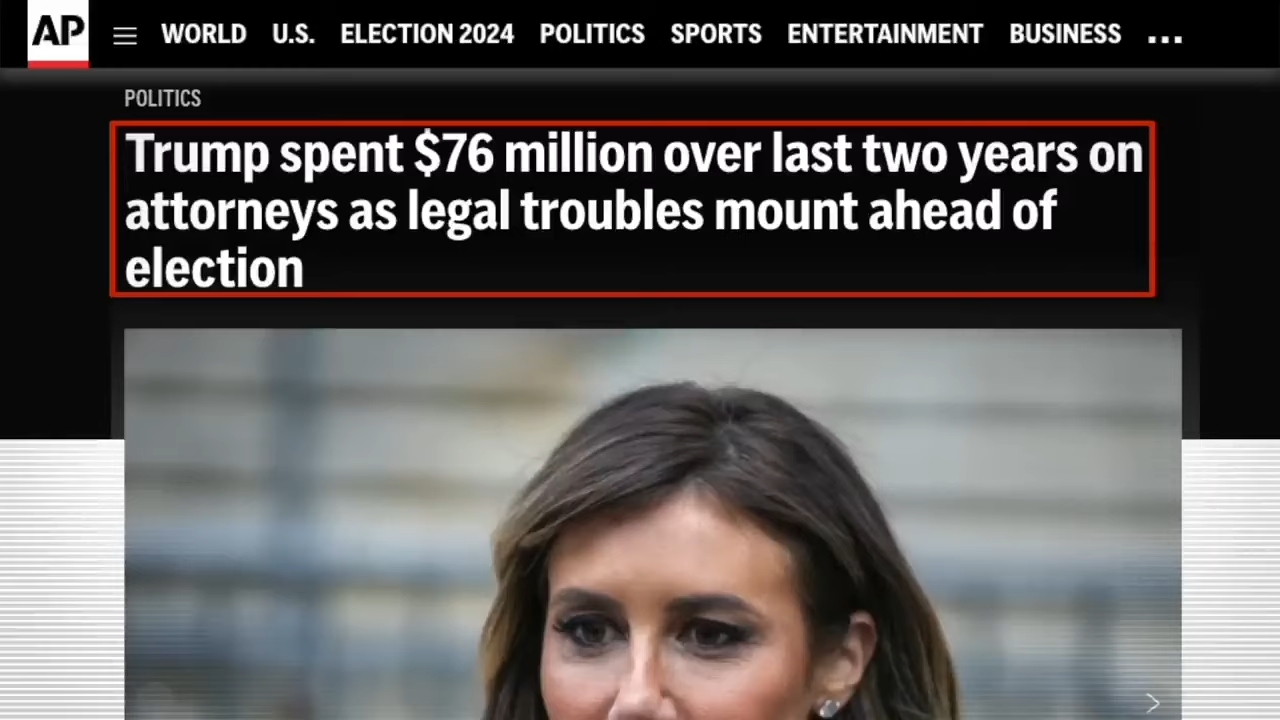 AP WORLD U.S. ELECTION 2024 POLITICS SPORTS ENTERTAINMENT BUSINESS ...
POLITICS
Trump spent $76 million over last two years on
attorneys as legal troubles mount ahead of
election